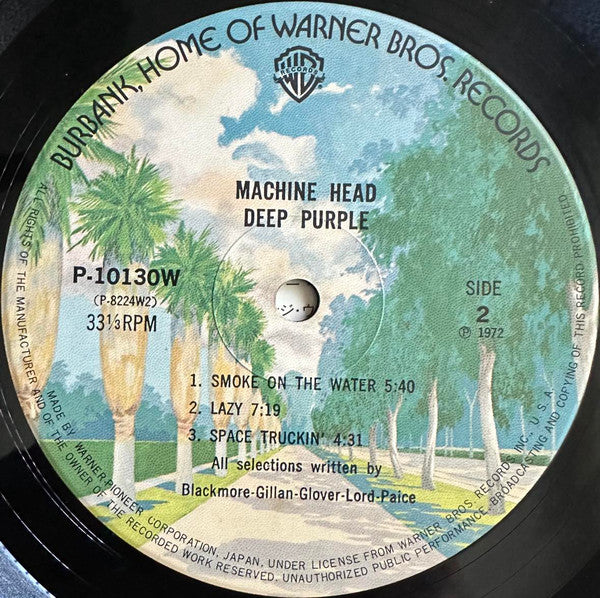 BURBANK, HOME OF WARNER BROS. RECORDS
RECORDS
MACHINE HEAD
DEEP PURPLE
P-10130W
(P-8224W2)
33⅓RPM
SIDE
2
Ⓟ 1972
1. SMOKE ON THE WATER 5:40
2. LAZY 7:19
3. SPACE TRUCKIN' 4:31
All selections written by
Blackmore-Gillan-Glover-Lord-Paice
MADE BY WARNER-PIONEER CORPORATION, JAPAN, UNDER LICENSE FROM WARNER BROS. RECORDS INC. U.S.A.
ALL RIGHTS OF THE MANUFACTURER AND OF THE OWNER OF THE RECORDED WORK RESERVED. UNAUTHORIZED PUBLIC PERFORMANCE BROADCASTING AND COPYING OF THIS RECORD PROHIBITED